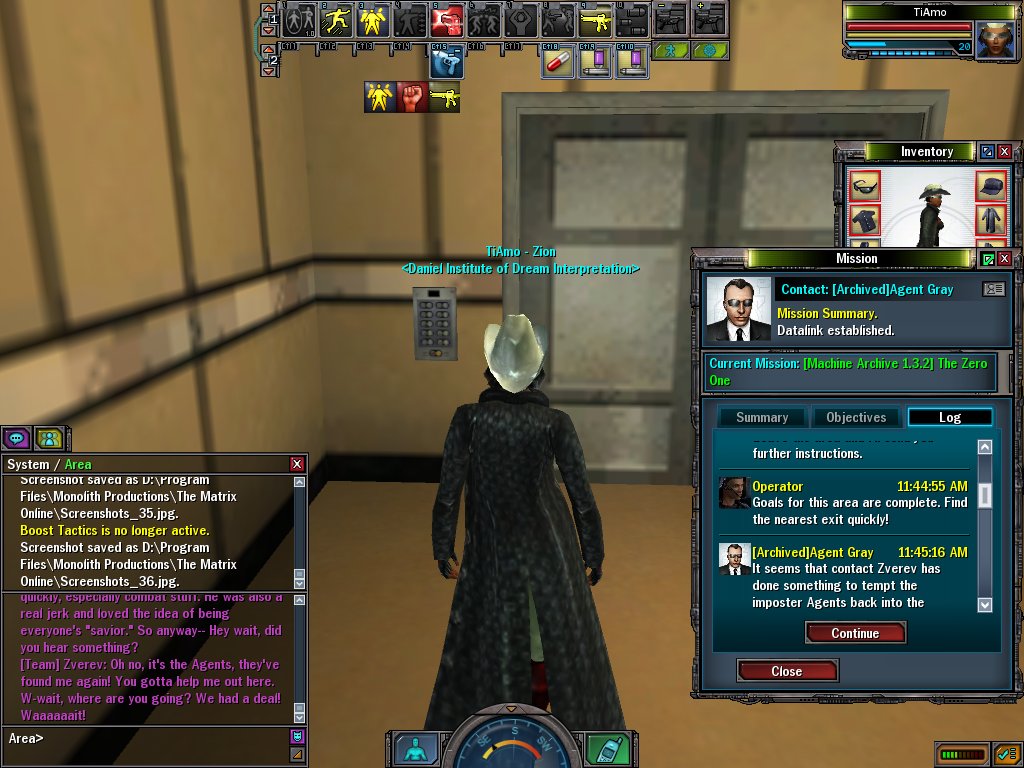 TiAmo
20
Inventory
TiAmo - Zion
<Daniel Institute of Dream Interpretation>
Mission
Contact: [Archived]Agent Gray
Mission Summary.
Datalink established.
Current Mission: [Machine Archive 1.3.2] The Zero
One
Summary
Objectives
Log
further instructions.
Operator
11:44:55 AM
Goals for this area are complete. Find
the nearest exit quickly!
[Archived]Agent Gray
11:45:16 AM
It seems that contact Zverev has
done something to tempt the
imposter Agents back into the
Continue
Close
System / Area
Screenshot saved as D:\Program
Files\Monolith Productions\The Matrix
Online\Screenshots_35.jpg.
Boost Tactics is no longer active.
Screenshot saved as D:\Program
Files\Monolith Productions\The Matrix
Online\Screenshots_36.jpg.
quickly, especially combat stuff. He was also a
real jerk and loved the idea of being
everyone's "savior." So anyway-- Hey wait, did
you hear something?
[Team] Zverev: Oh no, it's the Agents, they've
found me again! You gotta help me out here.
W-wait, where are you going? We had a deal!
Waaaaaait!
Area>
SE S SW